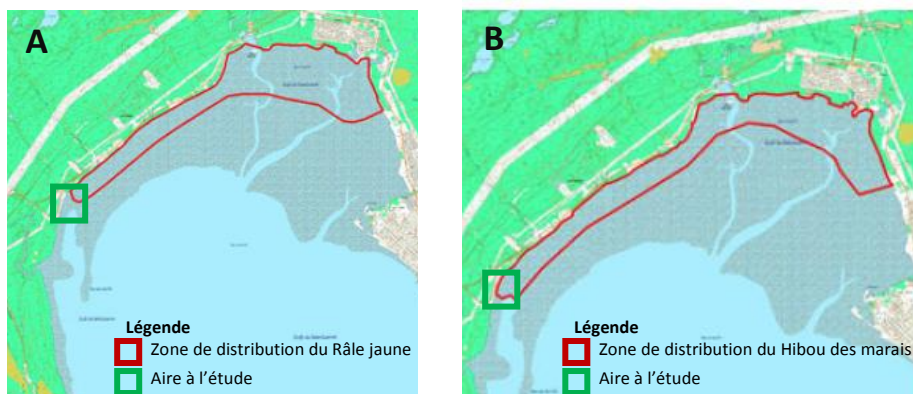 A
Légende
Zone de distribution du Râle jaune
Aire à l'étude
B
Légende
Zone de distribution du Hibou des marais
Aire à l'étude